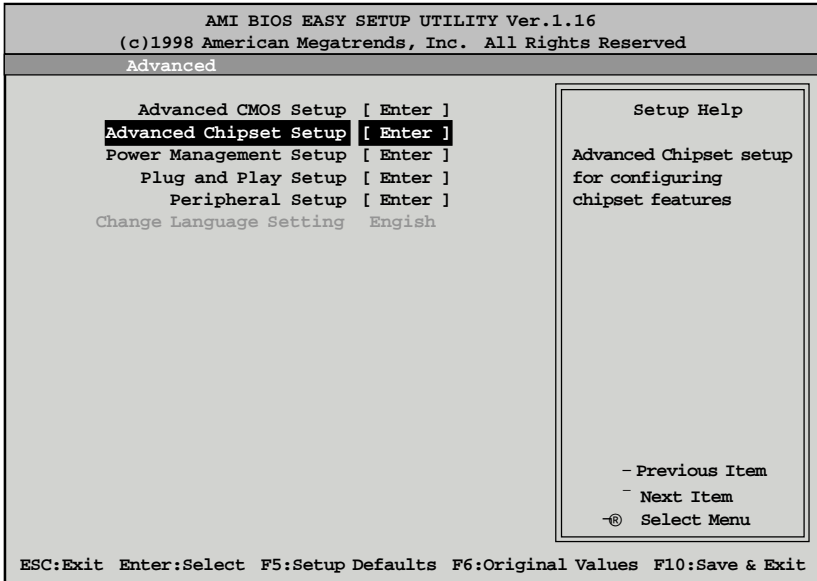 AMI BIOS EASY SETUP UTILITY Ver.1.16
(c)1998 American Megatrends, Inc. All Rights Reserved
Advanced
Advanced CMOS Setup [ Enter ]
Advanced Chipset Setup [ Enter ]
Power Management Setup [ Enter ]
Plug and Play Setup [ Enter ]
Peripheral Setup [ Enter ]
Change Language Setting Engish
Setup Help
Advanced Chipset setup
for configuring
chipset features
- Previous Item
¯ Next Item
¬® Select Menu
ESC:Exit Enter:Select F5:Setup Defaults F6:Original Values F10:Save & Exit